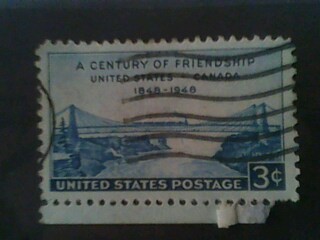 A CENTURY OF FRIENDSHIP
UNITED STATES - CANADA
1848-1948
UNITED STATES POSTAGE 3¢